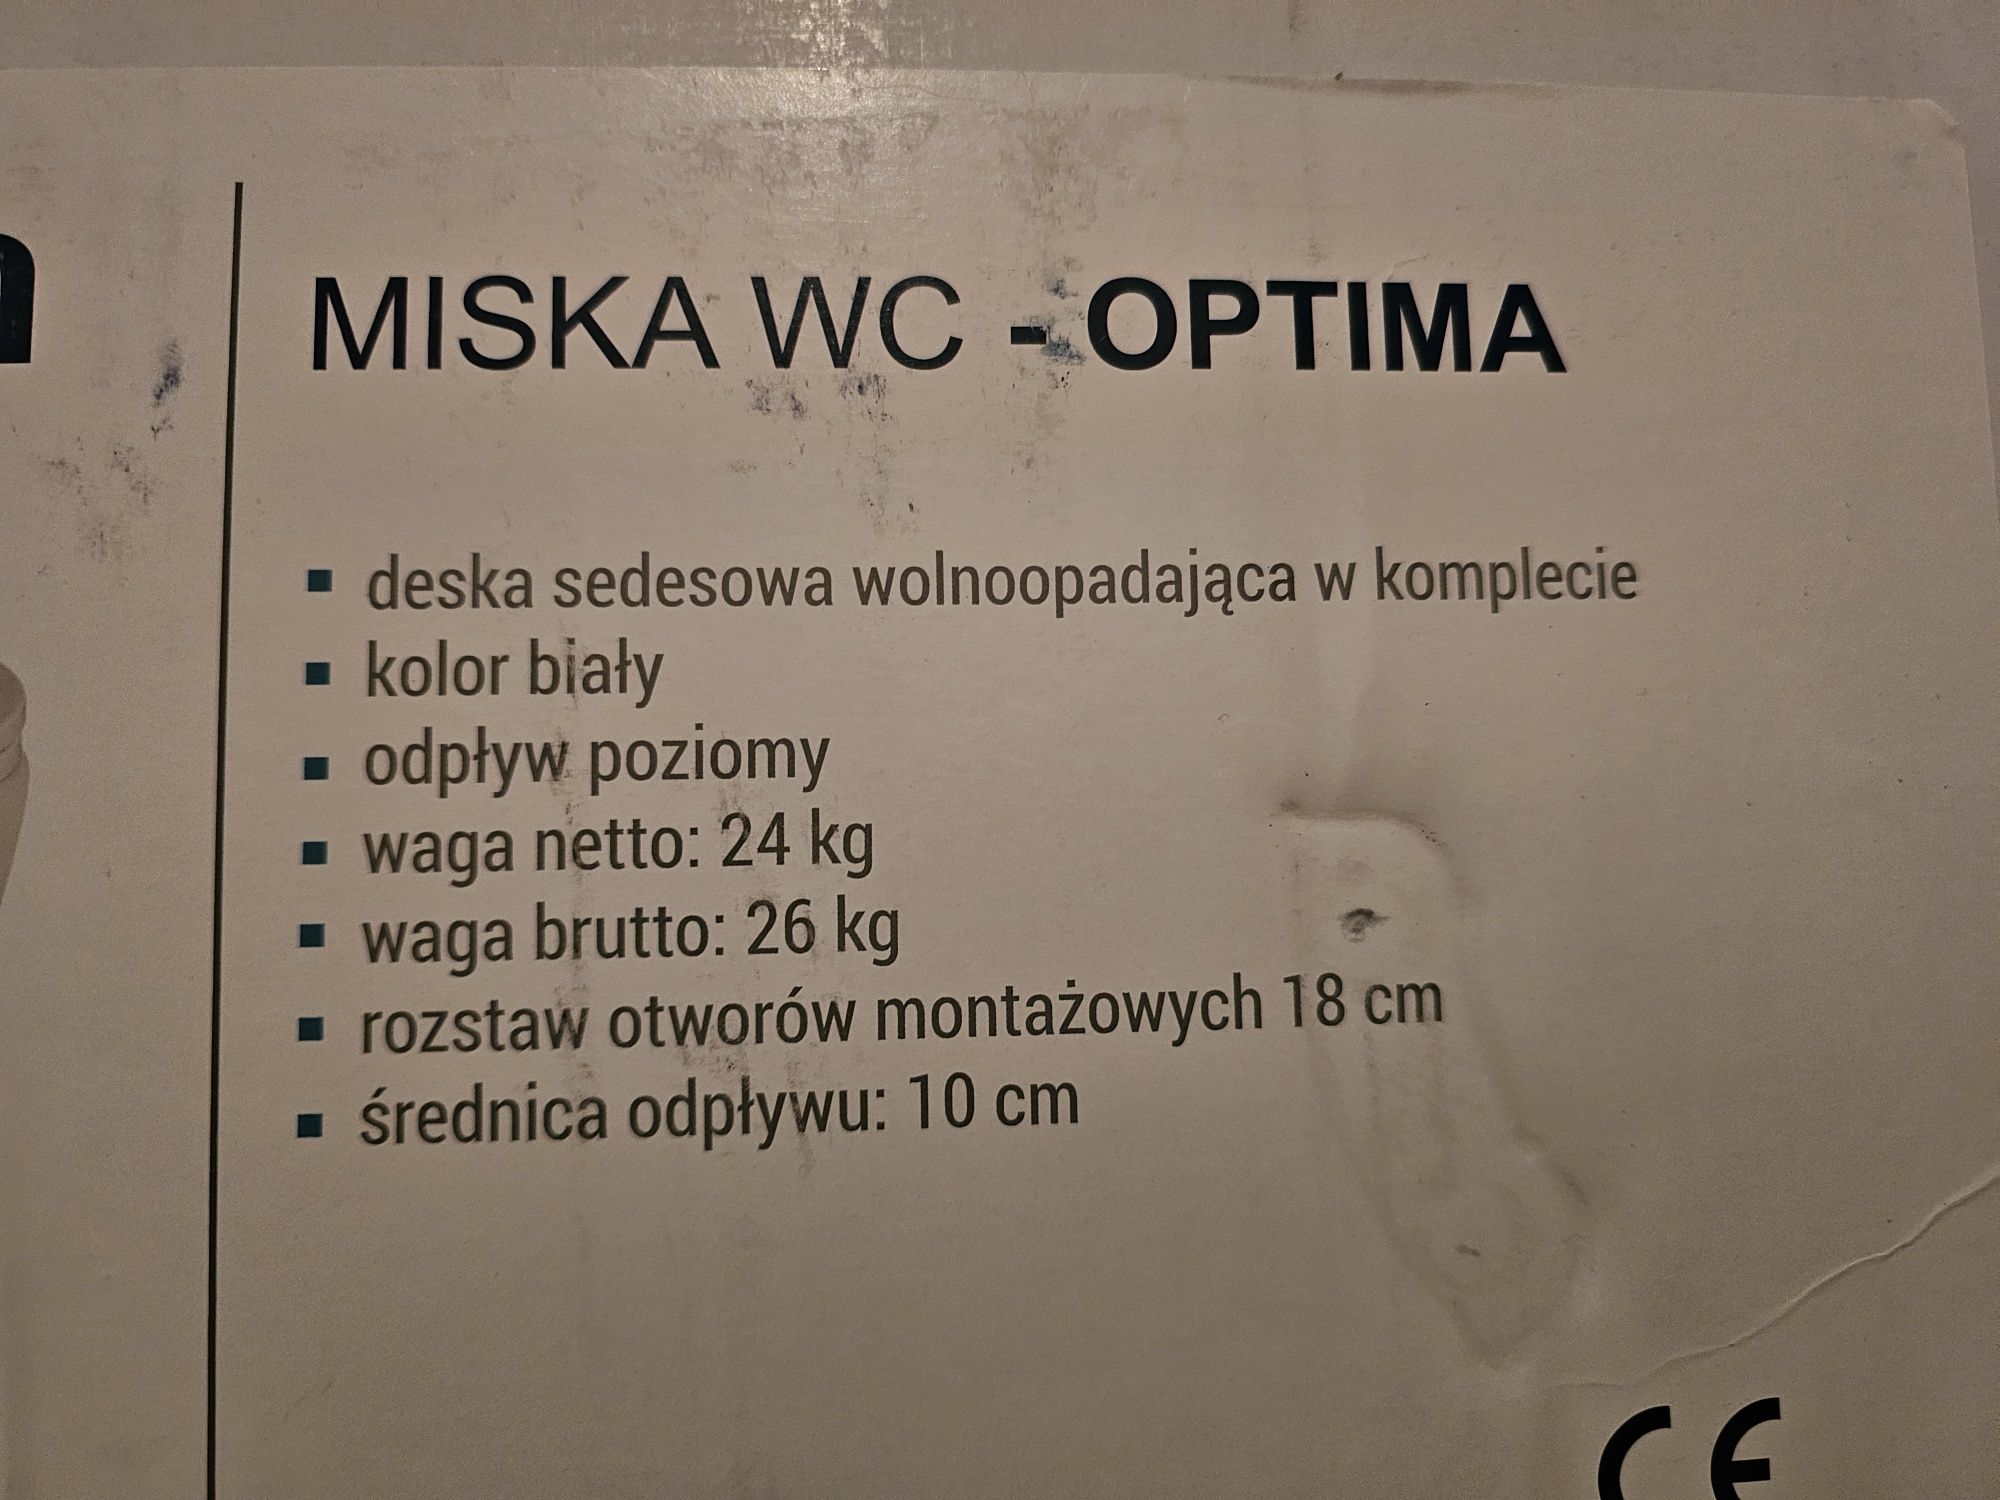 MISKA WC - OPTIMA
▪ deska sedesowa wolnoopadająca w komplecie
▪ kolor biały
▪ odpływ poziomy
▪ waga netto: 24 kg
▪ waga brutto: 26 kg
▪ rozstaw otworów montażowych 18 cm
▪ średnica odpływu: 10 cm
CE